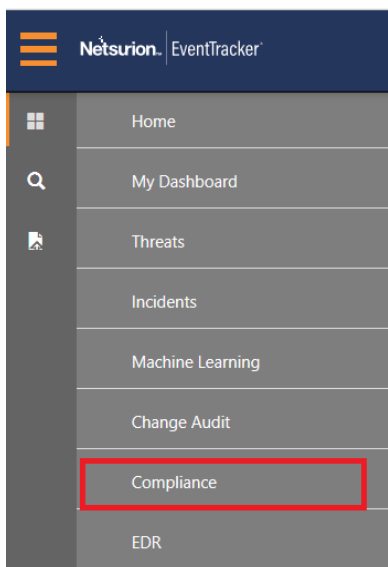 Netsurion. EventTracker
Home
My Dashboard
Threats
Incidents
Machine Learning
Change Audit
Compliance
EDR